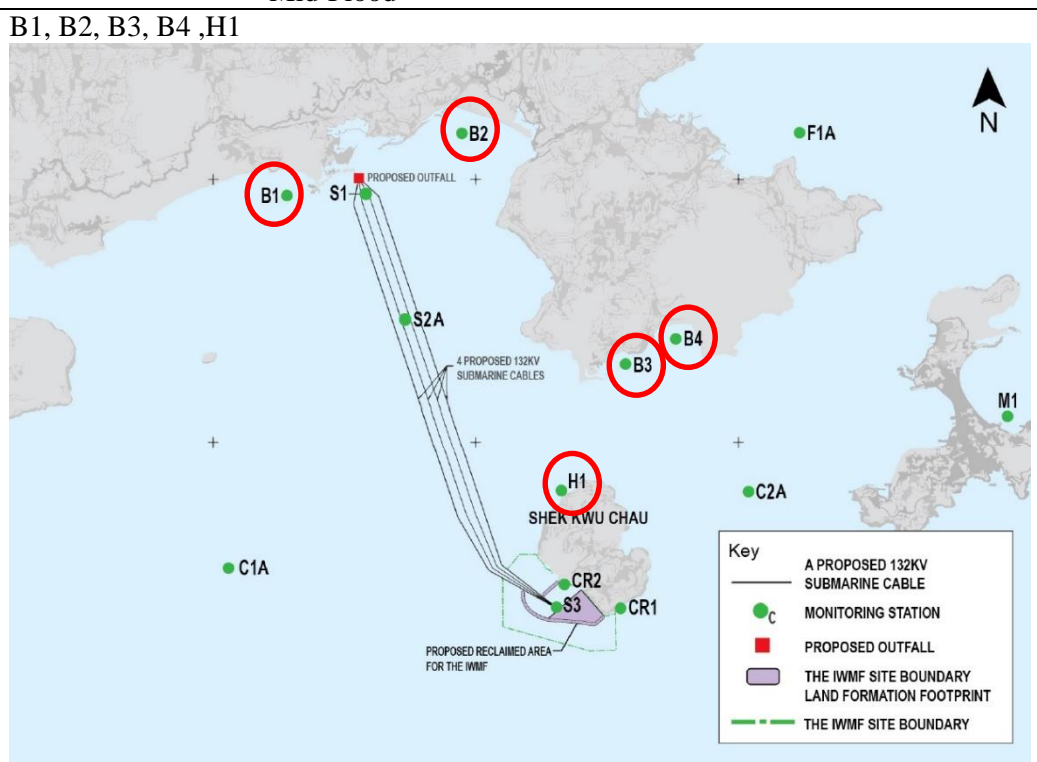 B1, B2, B3, B4 ,H1
N
B2
F1A
PROPOSED OUTFALL
B1
S1
S2A
B4
B3
4 PROPOSED 132KV
SUBMARINE CABLES
M1
H1
C2A
SHEK KWU CHAU
C1A
CR2
S3
CR1
PROPOSED RECLAIMED AREA
FOR THE IWMF
Key
A PROPOSED 132KV
SUBMARINE CABLE
C
MONITORING STATION
PROPOSED OUTFALL
THE IWMF SITE BOUNDARY
LAND FORMATION FOOTPRINT
THE IWMF SITE BOUNDARY